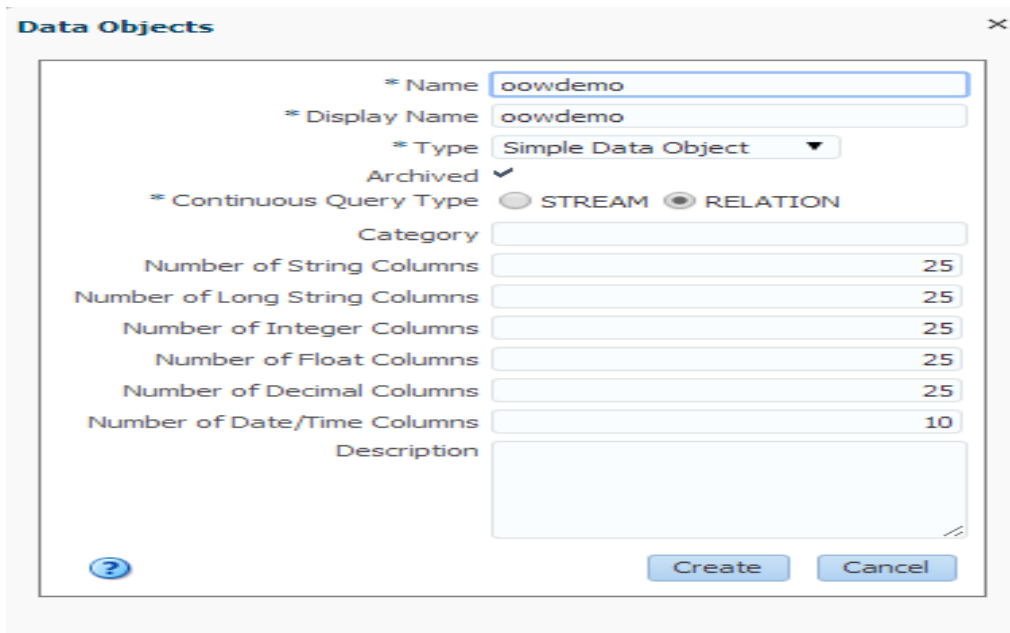 Data Objects
* Name oowdemo
* Display Name oowdemo
* Type Simple Data Object
Archived
* Continuous Query Type STREAM RELATION
Category
Number of String Columns 25
Number of Long String Columns 25
Number of Integer Columns 25
Number of Float Columns 25
Number of Decimal Columns 25
Number of Date/Time Columns 10
Description
? Create Cancel